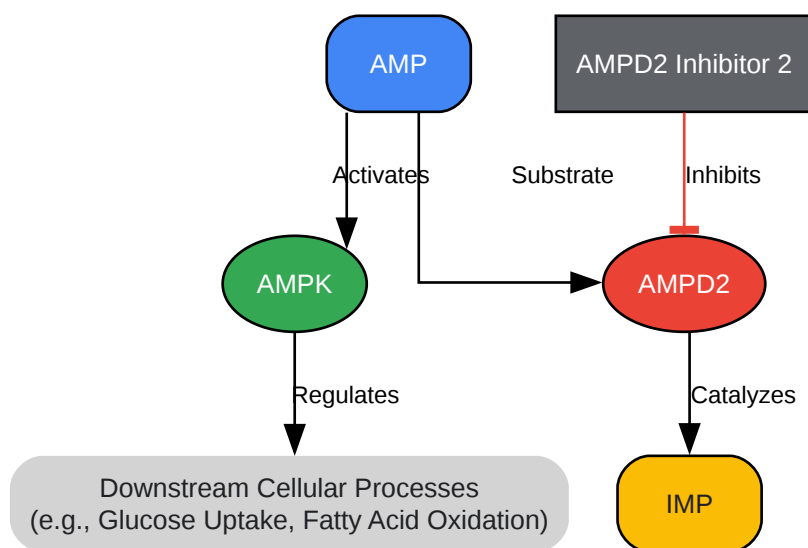 AMP
AMPD2 Inhibitor 2
Activates
Substrate
Inhibits
AMPK
AMPD2
Regulates
Catalyzes
Downstream Cellular Processes
(e.g., Glucose Uptake, Fatty Acid Oxidation)
IMP